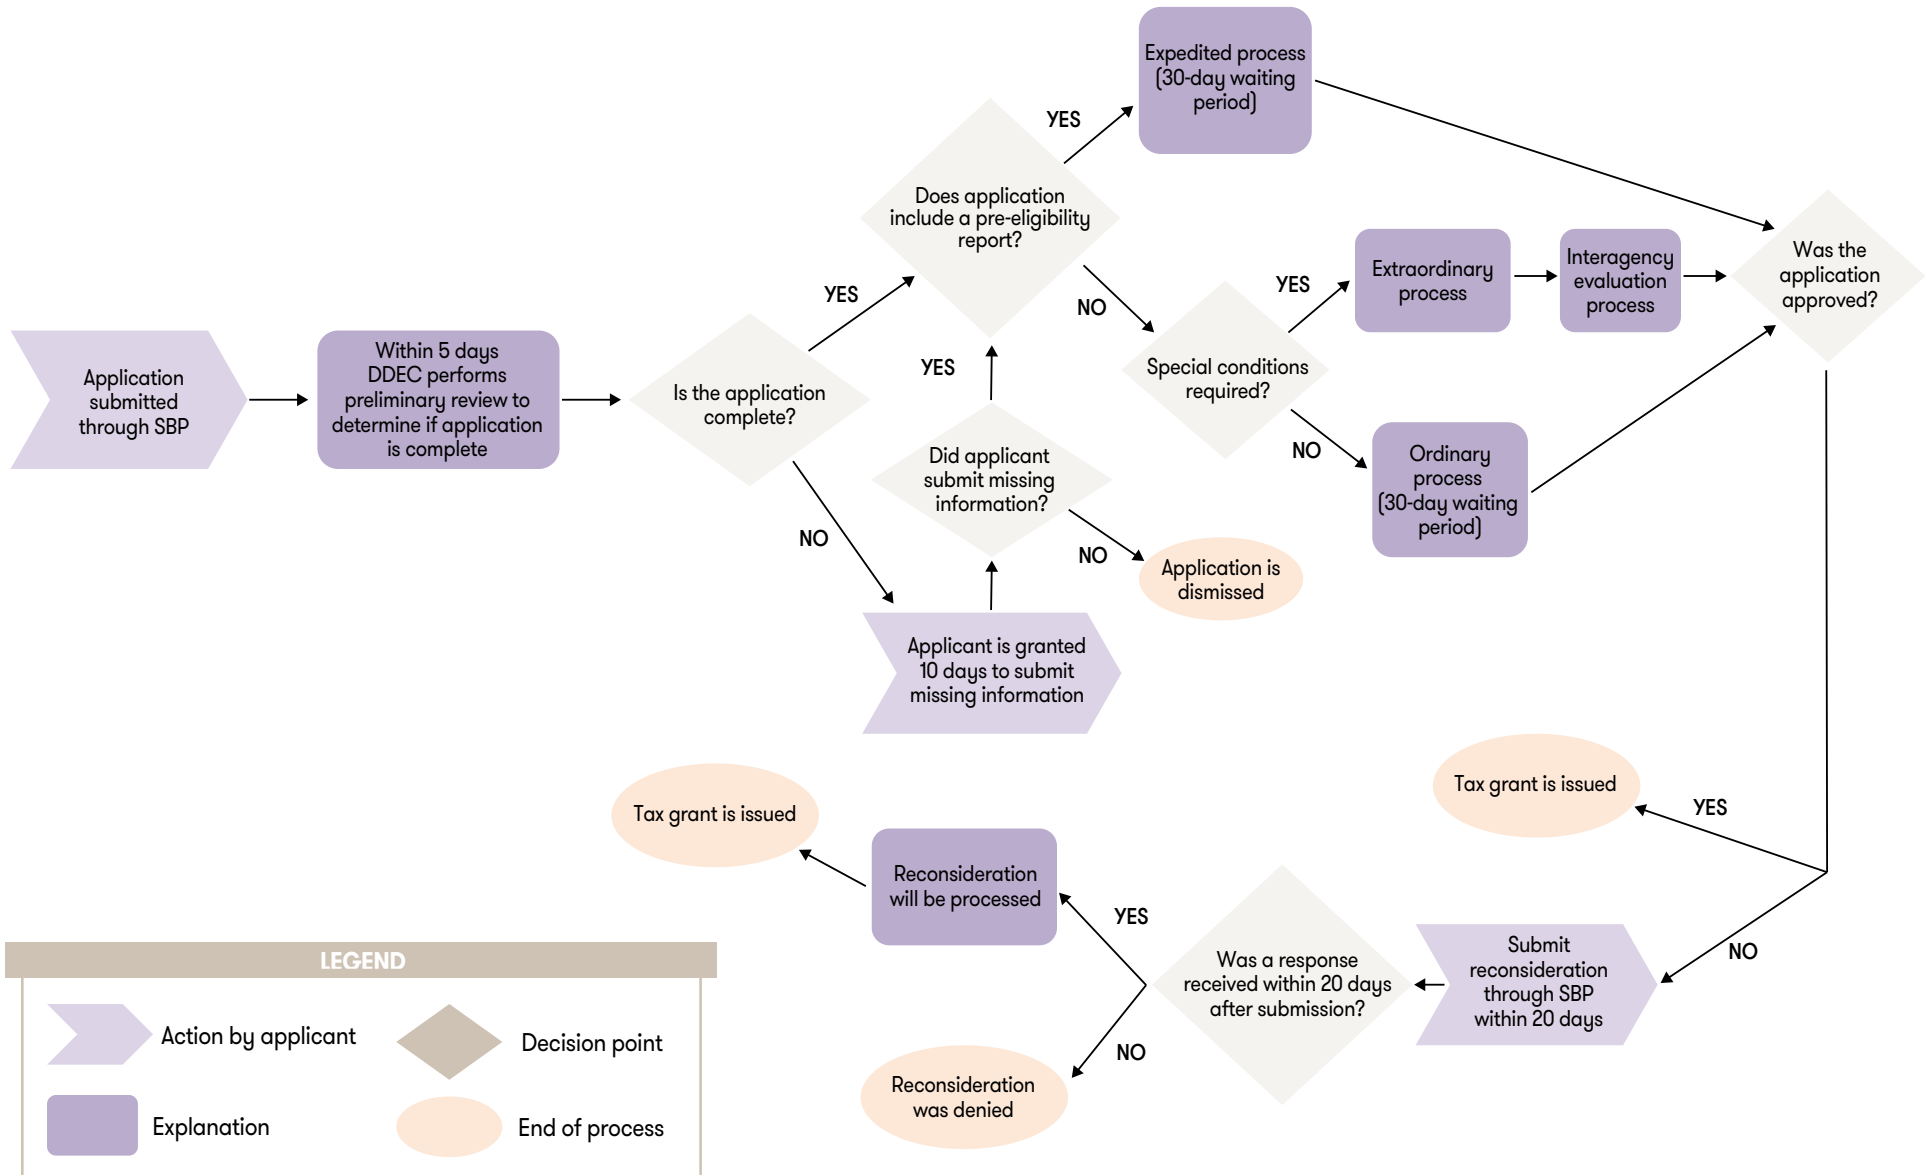 Application
submitted
through SBP
Within 5 days
DDEC performs
preliminary review to
determine if application
is complete
Is the application
complete?
YES
NO
Does application
include a pre-eligibility
report?
YES
NO
Expedited process
(30-day waiting
period)
Did applicant
submit missing
information?
YES
NO
Application is
dismissed
Applicant is granted
10 days to submit
missing information
Special conditions
required?
YES
NO
Extraordinary
process
Interagency
evaluation
process
Ordinary
process
(30-day waiting
period)
Was the
application
approved?
YES
NO
Tax grant is issued
Submit
reconsideration
through SBP
within 20 days
Was a response
received within 20 days
after submission?
YES
NO
Reconsideration
will be processed
Tax grant is issued
Reconsideration
was denied
LEGEND
Action by applicant
Decision point
Explanation
End of process